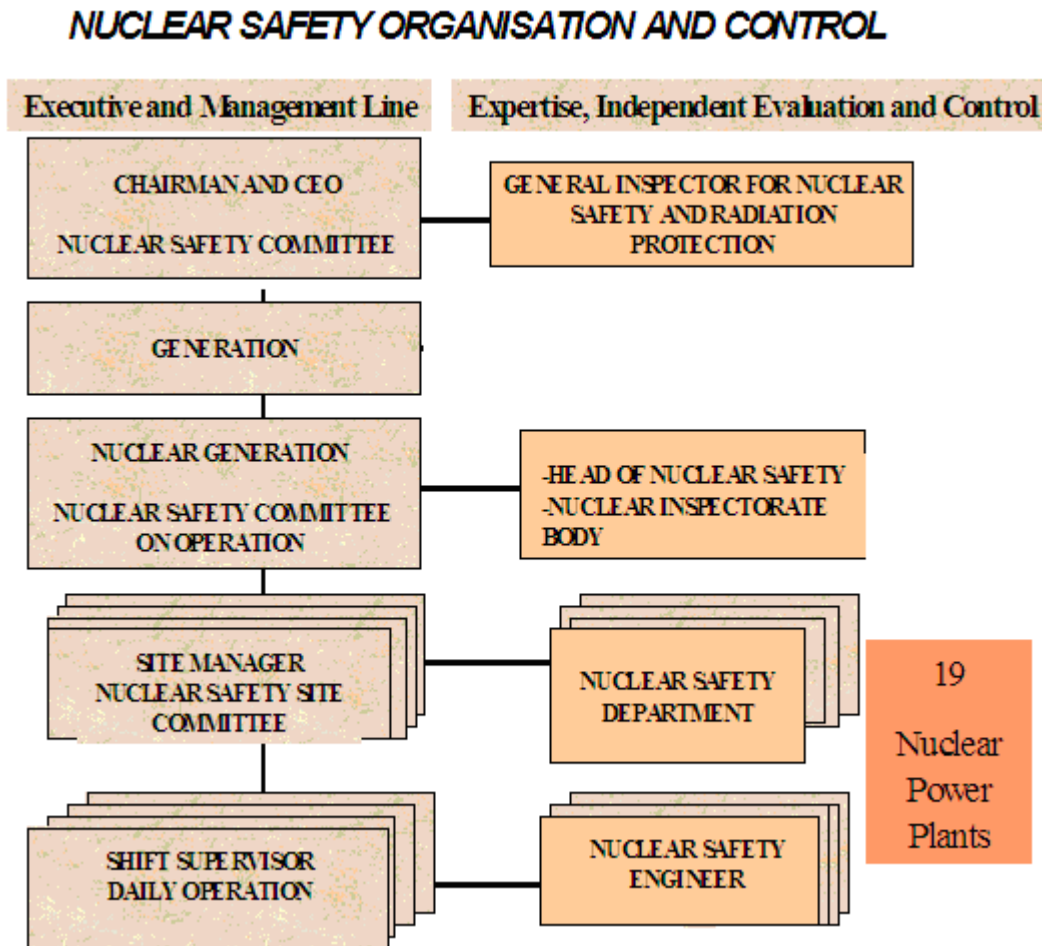 NUCLEAR SAFETY ORGANISATION AND CONTROL
Executive and Management Line
Expertise, Independent Evaluation and Control
CHAIRMAN AND CEO
NUCLEAR SAFETY COMMITTEE
GENERAL INSPECTOR FOR NUCLEAR
SAFETY AND RADIATION
PROTECTION
GENERATION
NUCLEAR GENERATION
NUCLEAR SAFETY COMMITTEE
ON OPERATION
-HEAD OF NUCLEAR SAFETY
-NUCLEAR INSPECTORATE
BODY
SITE MANAGER
NUCLEAR SAFETY SITE
COMMITTEE
NUCLEAR SAFETY
DEPARTMENT
19
Nuclear
Power
Plants
SHIFT SUPERVISOR
DAILY OPERATION
NUCLEAR SAFETY
ENGINEER